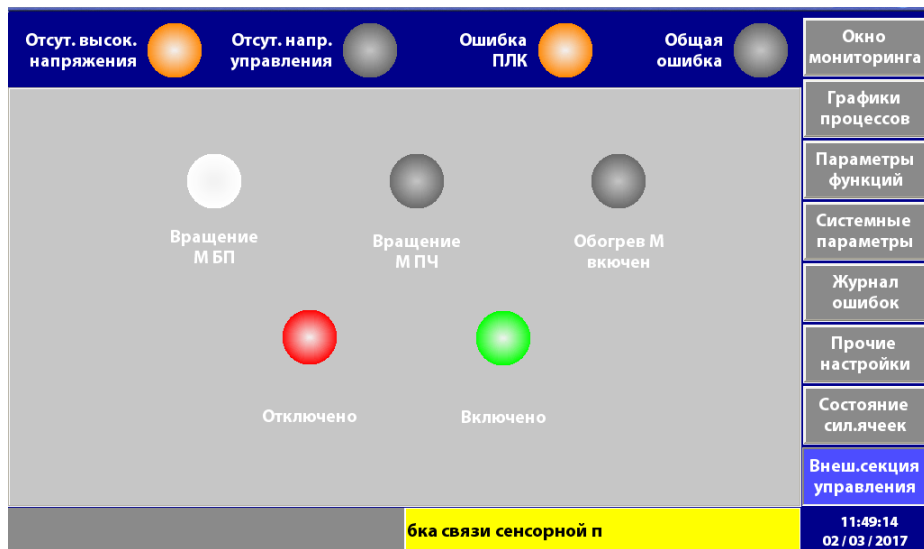 Отсут. высок.
напряжения
Отсут. напр.
управления
Ошибка
ПЛК
Общая
ошибка
Окно
мониторинга
Графики
процессов
Параметры
функций
Системные
параметры
Журнал
ошибок
Прочие
настройки
Состояние
сил.ячеек
Внеш.секция
управления
Вращение
М БП
Вращение
М ПЧ
Обогрев М
вкючен
Отключено
Включено
бка связи сенсорной п
11:49:14
02/03/2017